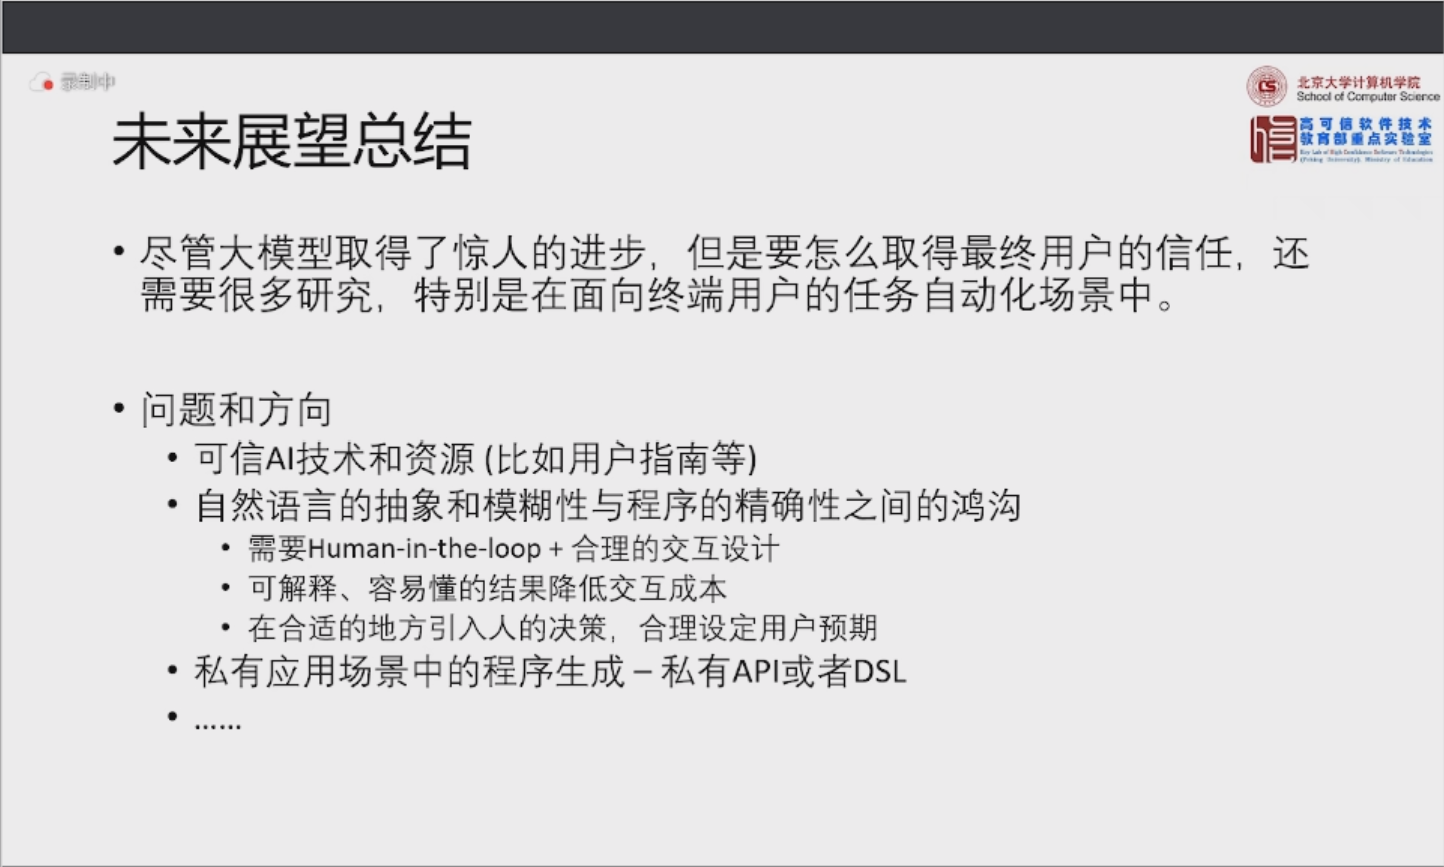 录制中
北京大学计算机学院
School of Computer Science
高可信软件技术
教育部重点实验室
Key Lab of High Confidence Software Technologies
(Peking University), Ministry of Education
未来展望总结
• 尽管大模型取得了惊人的进步，但是要怎么取得最终用户的信任，还
需要很多研究，特别是在面向终端用户的任务自动化场景中。
• 问题和方向
• 可信AI技术和资源 (比如用户指南等)
• 自然语言的抽象和模糊性与程序的精确性之间的鸿沟
• 需要Human-in-the-loop + 合理的交互设计
• 可解释、容易懂的结果降低交互成本
• 在合适的地方引入人的决策，合理设定用户预期
• 私有应用场景中的程序生成 – 私有API或者DSL
• ……